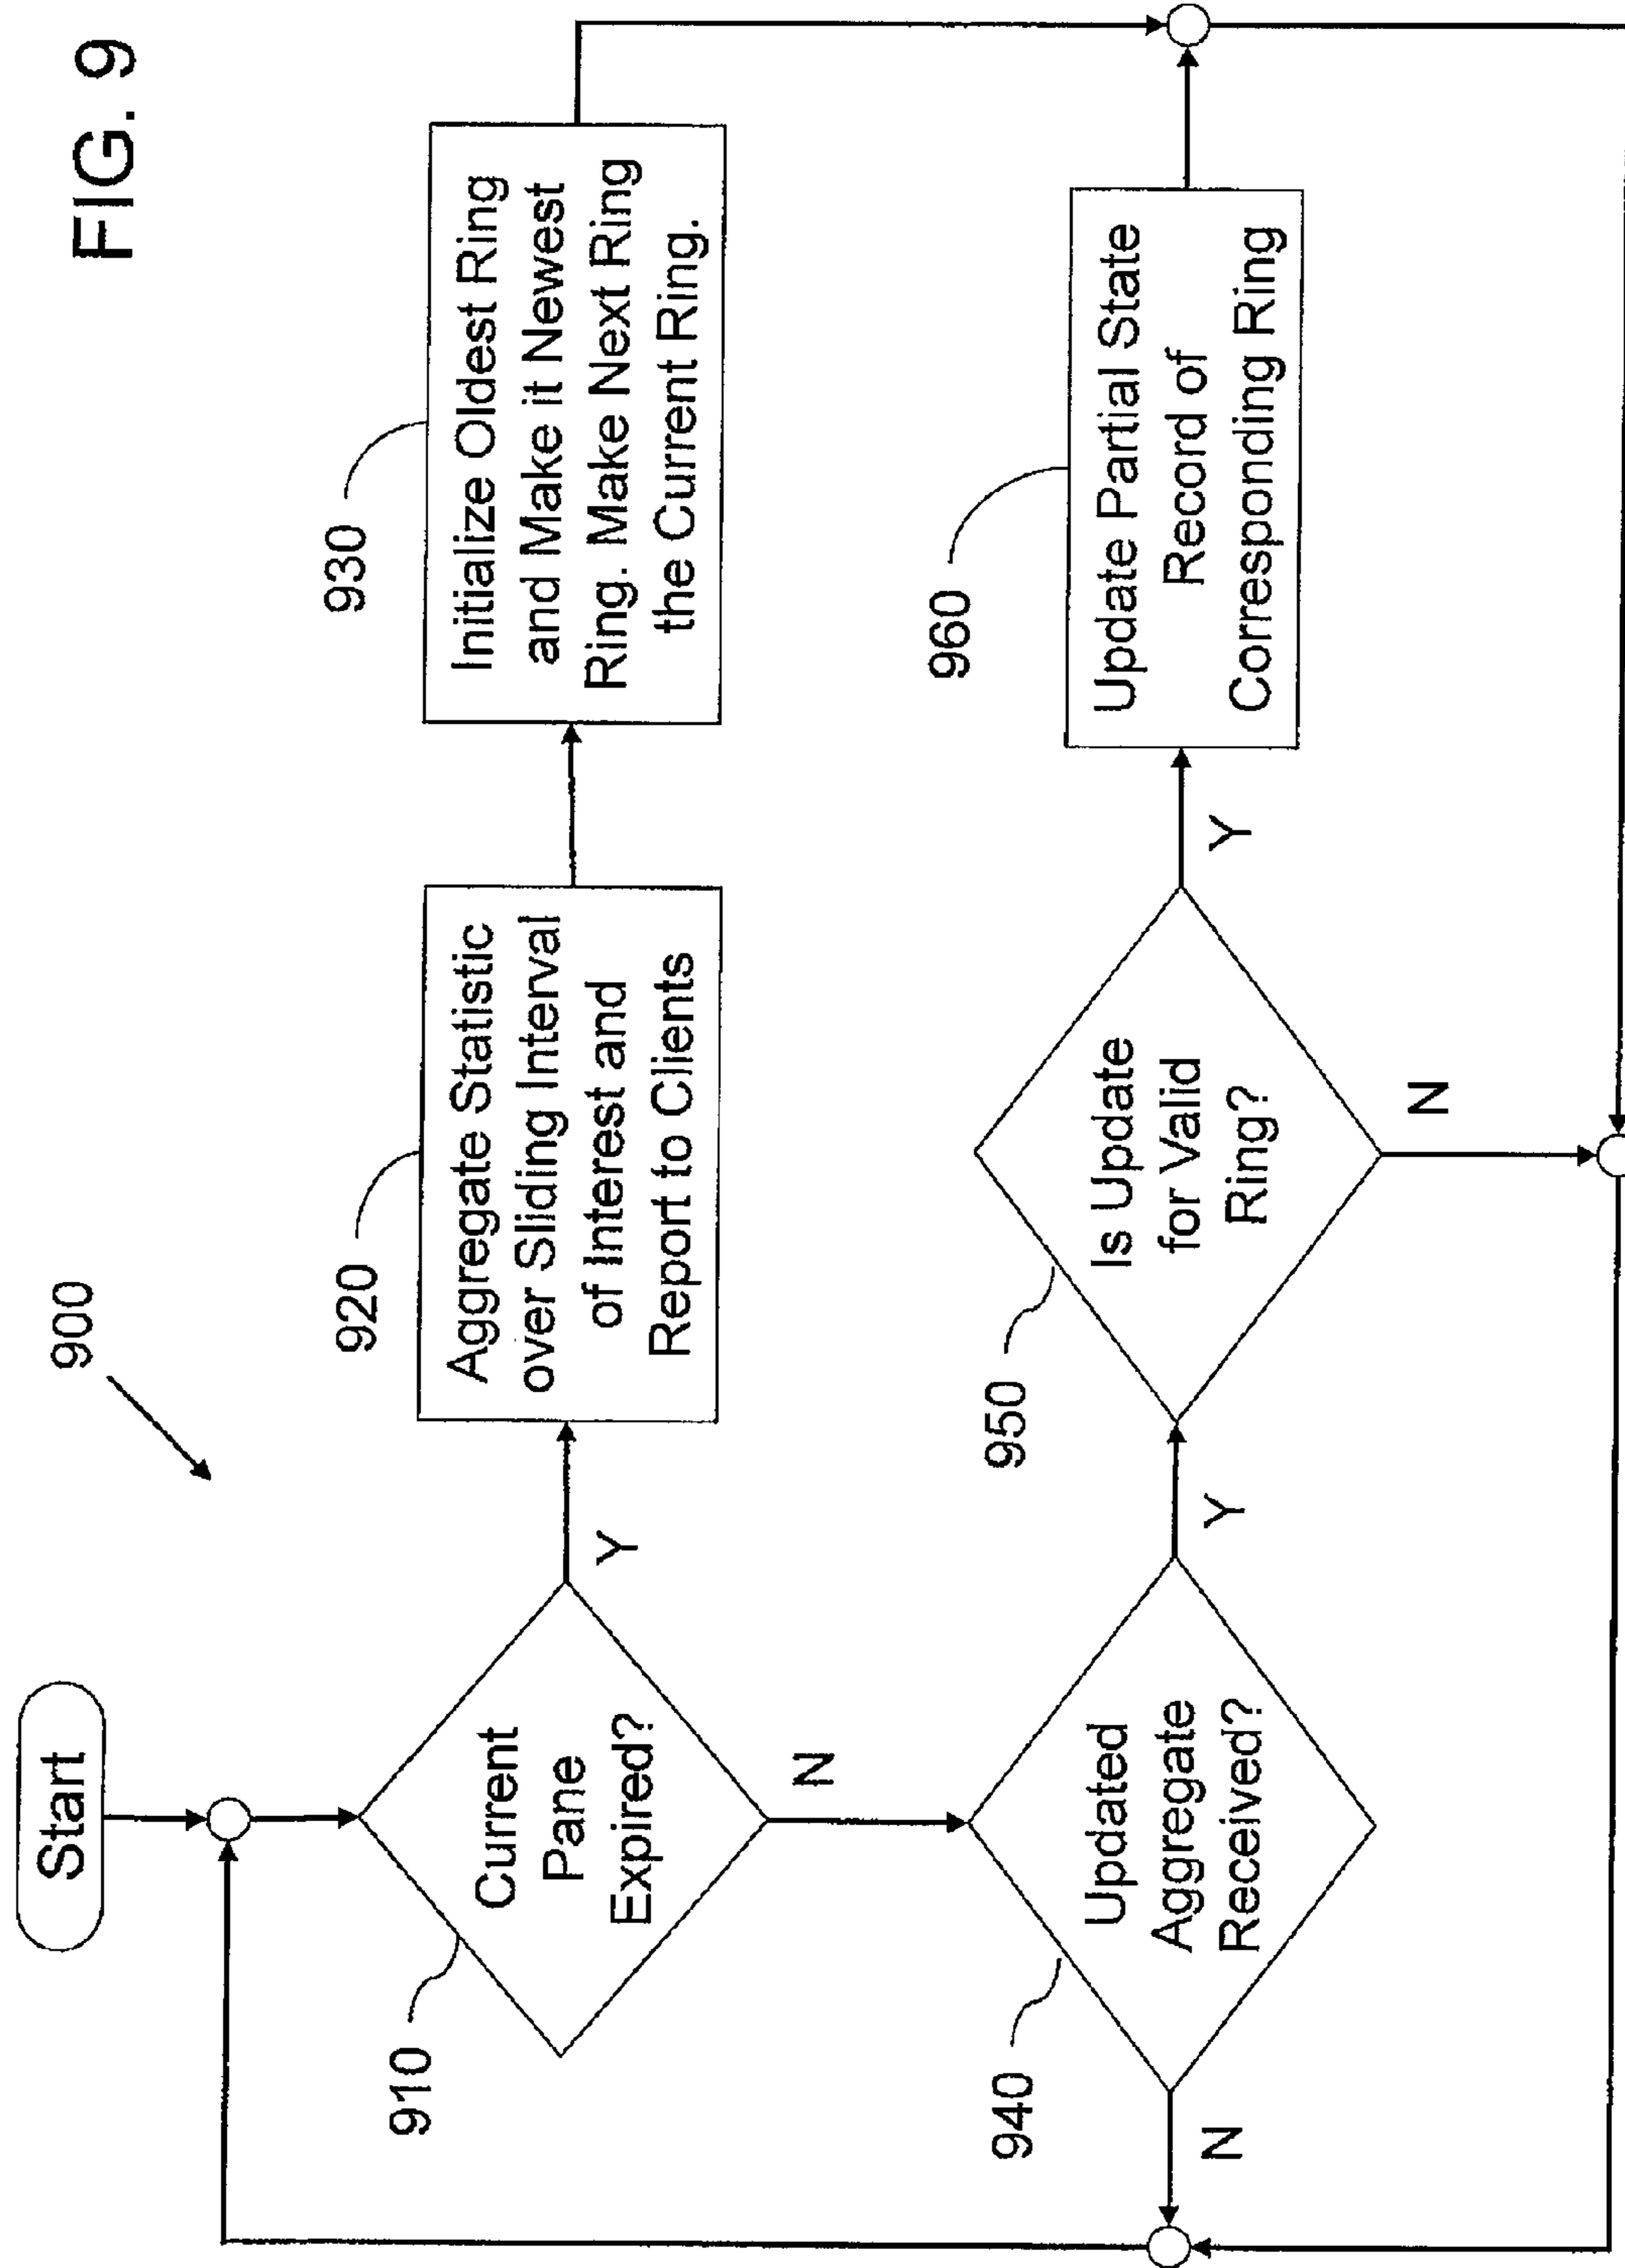 FIG. 9
900
Start
910
Current
Pane
Expired?
Y
N
920
Aggregate Statistic
over Sliding Interval
of Interest and
Report to Clients
930
Initialize Oldest Ring
and Make it Newest
Ring. Make Next Ring
the Current Ring.
940
Updated
Aggregate
Received?
N
Y
950
Is Update
for Valid
Ring?
Y
N
960
Update Partial State
Record of
Corresponding Ring